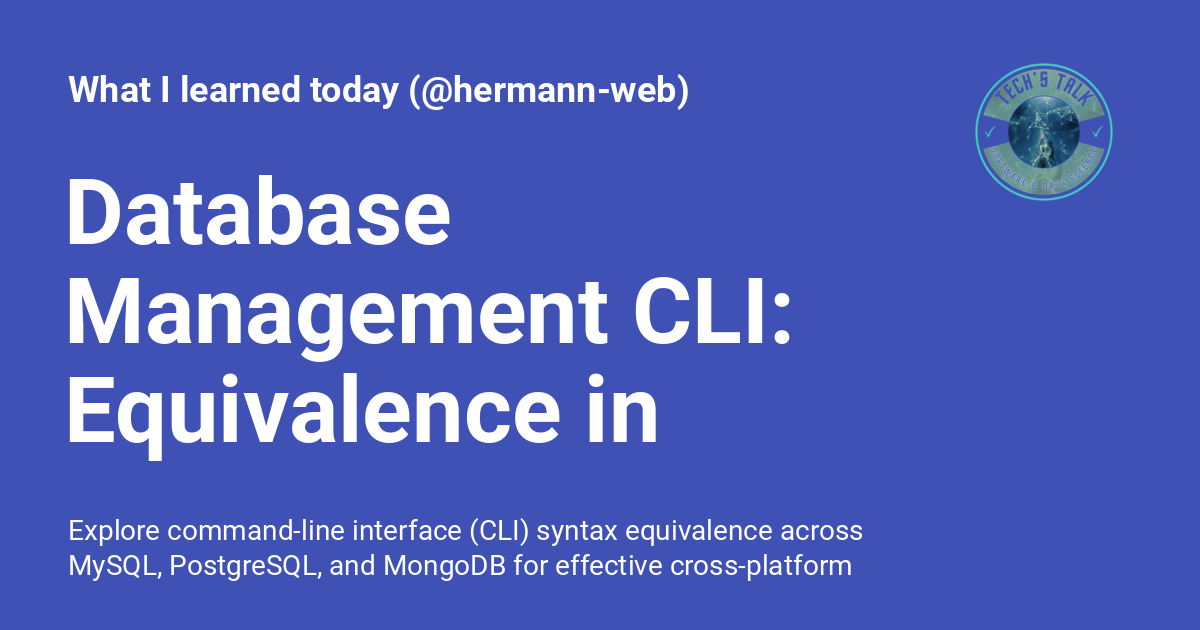 What I learned today (@hermann-web)
TECH'S TALK
SOFTWARE & DATA SCIENCE
Database
Management CLI:
Equivalence in
Explore command-line interface (CLI) syntax equivalence across
MySQL, PostgreSQL, and MongoDB for effective cross-platform